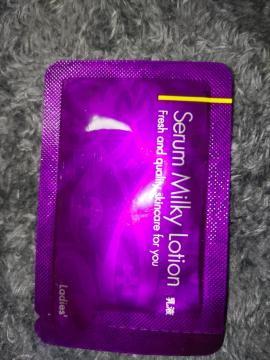 Serum Milky Lotion 乳液
Fresh and quality skincare for you
Ladies'